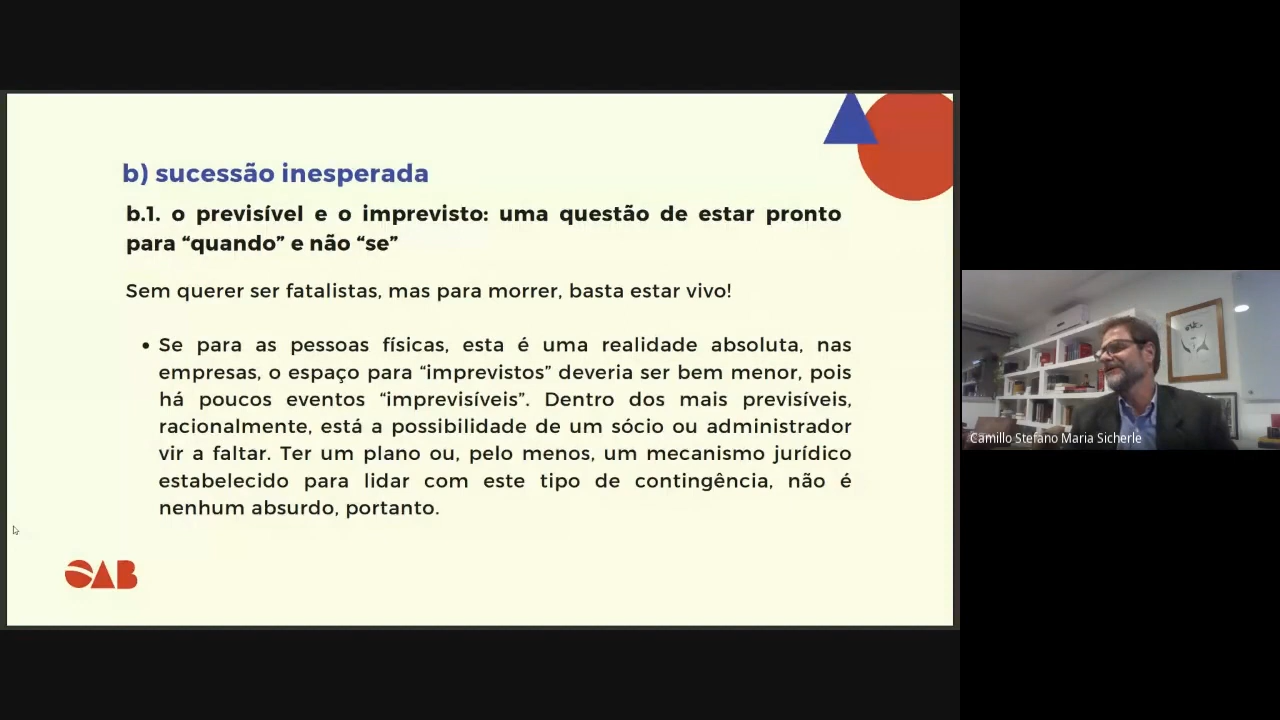 b) sucessão inesperada
b.1. o previsível e o imprevisto: uma questão de estar pronto
para “quando” e não “se”
Sem querer ser fatalistas, mas para morrer, basta estar vivo!
• Se para as pessoas físicas, esta é uma realidade absoluta, nas
empresas, o espaço para “imprevistos” deveria ser bem menor, pois
há poucos eventos “imprevisíveis”. Dentro dos mais previsíveis,
racionalmente, está a possibilidade de um sócio ou administrador
vir a faltar. Ter um plano ou, pelo menos, um mecanismo jurídico
estabelecido para lidar com este tipo de contingência, não é
nenhum absurdo, portanto.
OAB
Camillo Stefano Maria Sicherle